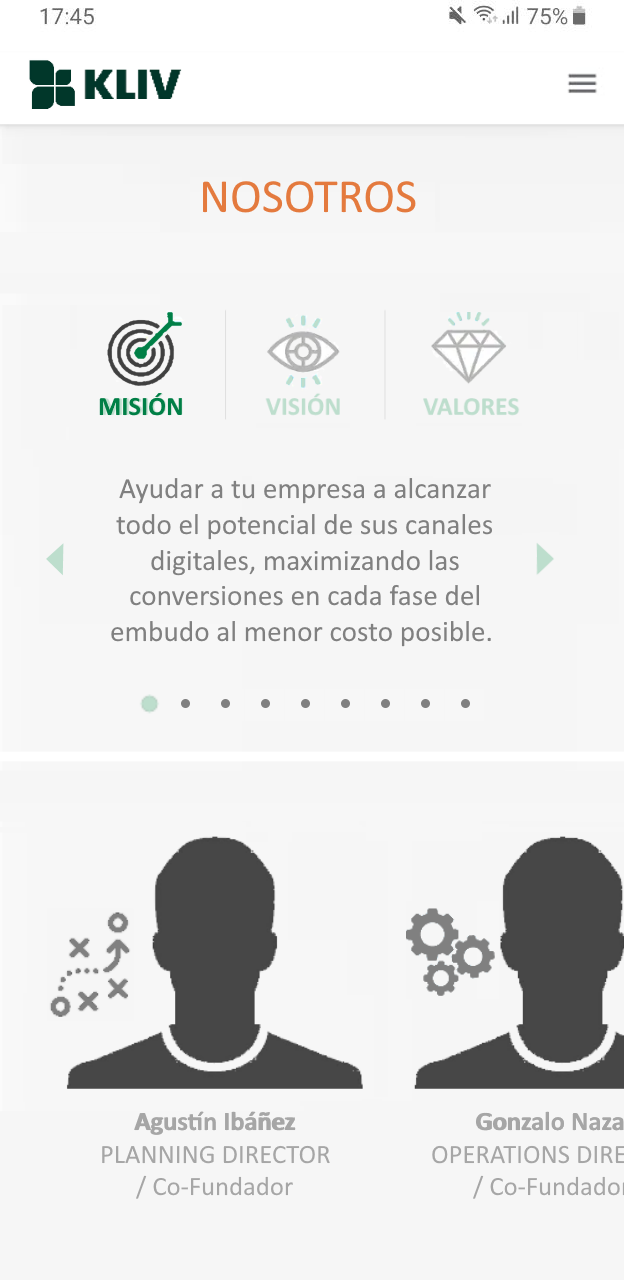 17:45
75%
KLIV
NOSOTROS
MISIÓN
VISIÓN
VALORES
Ayudar a tu empresa a alcanzar
todo el potencial de sus canales
digitales, maximizando las
conversiones en cada fase del
embudo al menor costo posible.
Agustín Ibáñez
PLANNING DIRECTOR
/ Co-Fundador
Gonzalo Naza
OPERATIONS DIRE
/ Co-Fundador